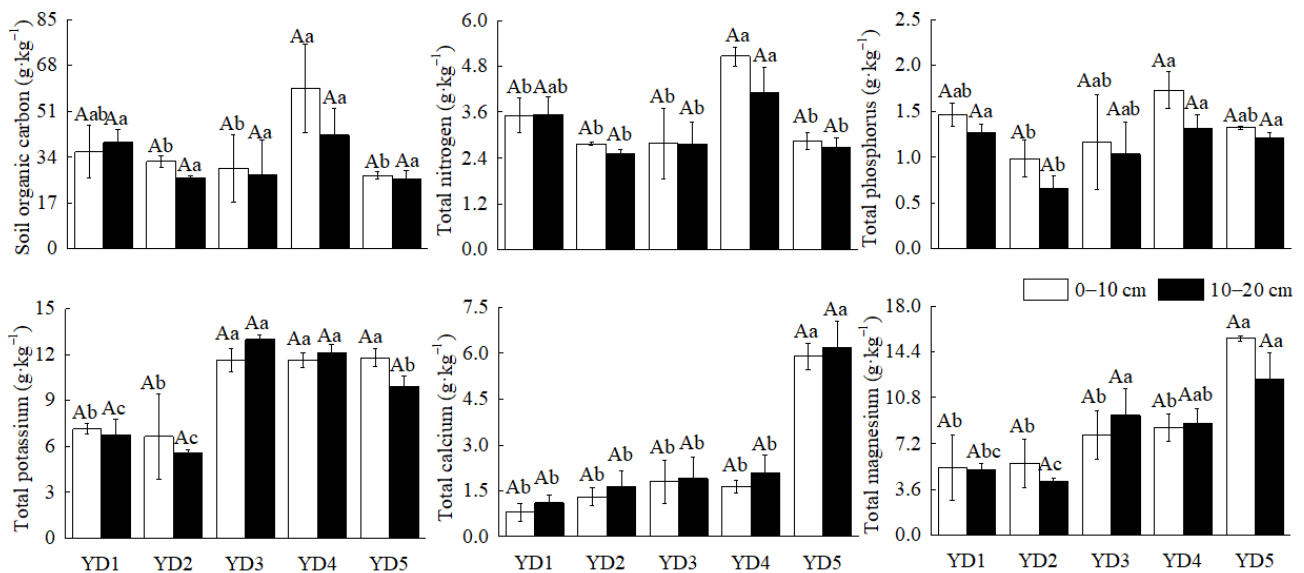 Soil organic carbon (g·kg⁻¹)
85
68
51
34
17
0
Aab Aa
Ab Aa
Ab Aa
Aa Aa
Ab Aa
Total nitrogen (g·kg⁻¹)
6.0
4.8
3.6
2.4
1.2
0.0
Ab Aab
Ab Ab
Ab Ab
Aa Aa
Ab Ab
Total phosphorus (g·kg⁻¹)
2.5
2.0
1.5
1.0
0.5
0.0
Aab Aa
Ab Ab
Aab Aab
Aa Aa
Aab Aa
0–10 cm 10–20 cm
Total potassium (g·kg⁻¹)
15
12
9
6
3
0
Ab Ac
Ab Ac
Aa Aa
Aa Aa
Aa Ab
YD1 YD2 YD3 YD4 YD5
Total calcium (g·kg⁻¹)
7.5
6.0
4.5
3.0
1.5
0.0
Ab Ab
Ab Ab
Ab Ab
Ab Ab
Aa Aa
YD1 YD2 YD3 YD4 YD5
Total magnesium (g·kg⁻¹)
18.0
14.4
10.8
7.2
3.6
0.0
Ab Abc
Ab Ac
Ab Aa
Ab Aab
Aa Aa
YD1 YD2 YD3 YD4 YD5